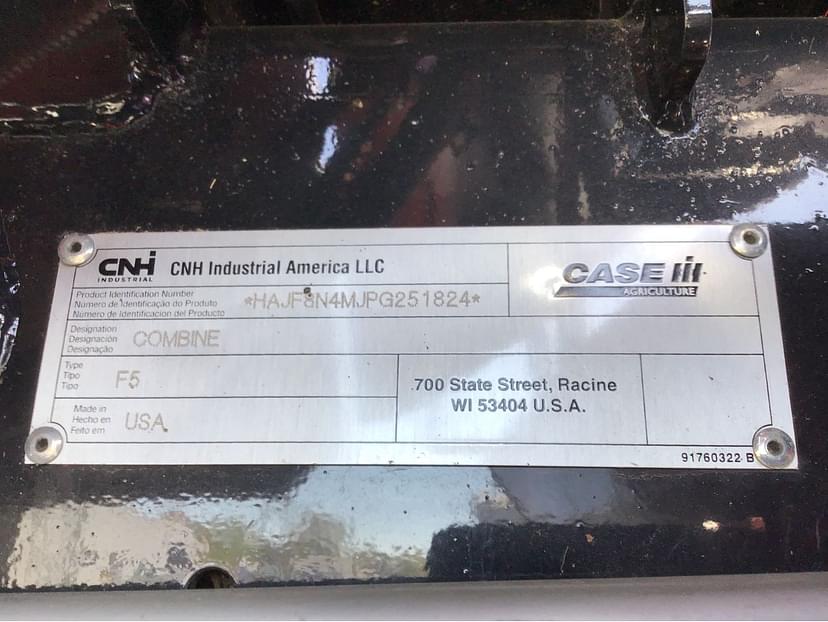 CNH
INDUSTRIAL
CNH Industrial America LLC
CASE IH
AGRICULTURE
Product Identification Number
Número de Identificação do Produto
Número de Identificacion del Producto
*HAJF8N4MJPG251824*
Designation
Designación
Designação
COMBINE
Type
Tipo
Tipo
F5
700 State Street, Racine
WI 53404 U.S.A.
Made in
Hecho en
Feito em
USA
91760322 B